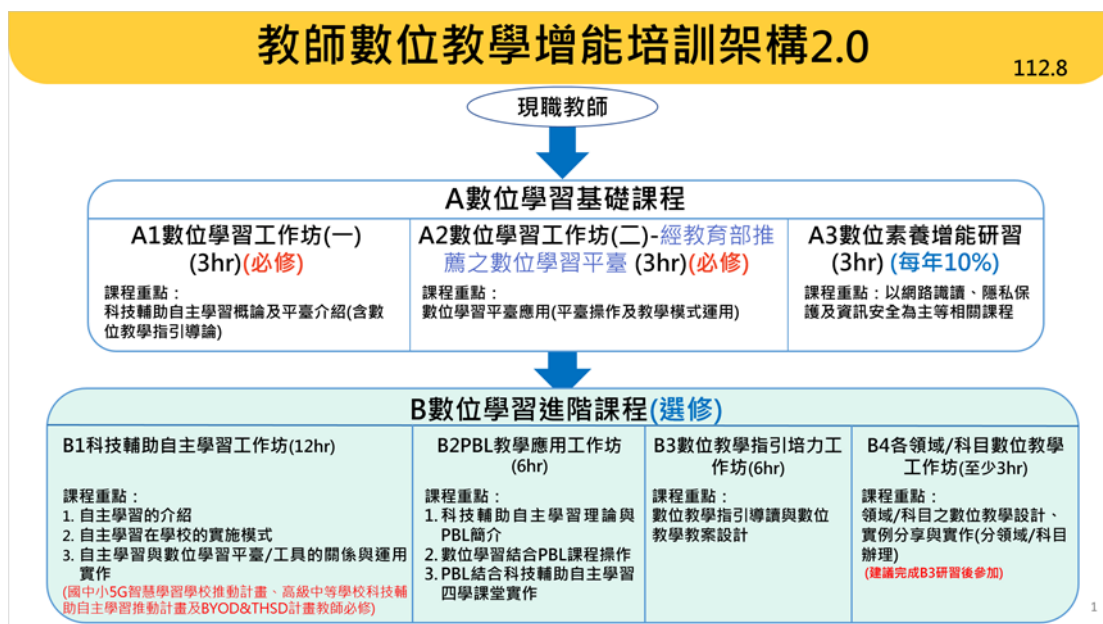 教師數位教學增能培訓架構2.0
112.8
現職教師
A數位學習基礎課程
A1數位學習工作坊(一)
(3hr)(必修)
課程重點：
科技輔助自主學習概論及平臺介紹(含數
位教學指引導論)
A2數位學習工作坊(二)-經教育部推
薦之數位學習平臺 (3hr)(必修)
課程重點：
數位學習平臺應用(平臺操作及教學模式運用)
A3數位素養增能研習
(3hr) (每年10%)
課程重點：以網路識讀、隱私保
護及資訊安全為主等相關課程
B數位學習進階課程(選修)
B1科技輔助自主學習工作坊(12hr)
課程重點：
1. 自主學習的介紹
2. 自主學習在學校的實施模式
3. 自主學習與數位學習平臺/工具的關係與運用
實作
(國中小5G智慧學習學校推動計畫、高級中等學校科技輔
助自主學習推動計畫及BYOD&THSD計畫教師必修)
B2PBL教學應用工作坊
(6hr)
課程重點：
1. 科技輔助自主學習理論與
PBL簡介
2. 數位學習結合PBL課程操作
3. PBL結合科技輔助自主學習
四學課堂實作
B3數位教學指引培力工
作坊(6hr)
課程重點：
數位教學指引導讀與數位
教學教案設計
B4各領域/科目數位教學
工作坊(至少3hr)
課程重點：
領域/科目之數位教學設計、
實例分享與實作(分領域/科目
辦理)
(建議完成B3研習後參加)
1